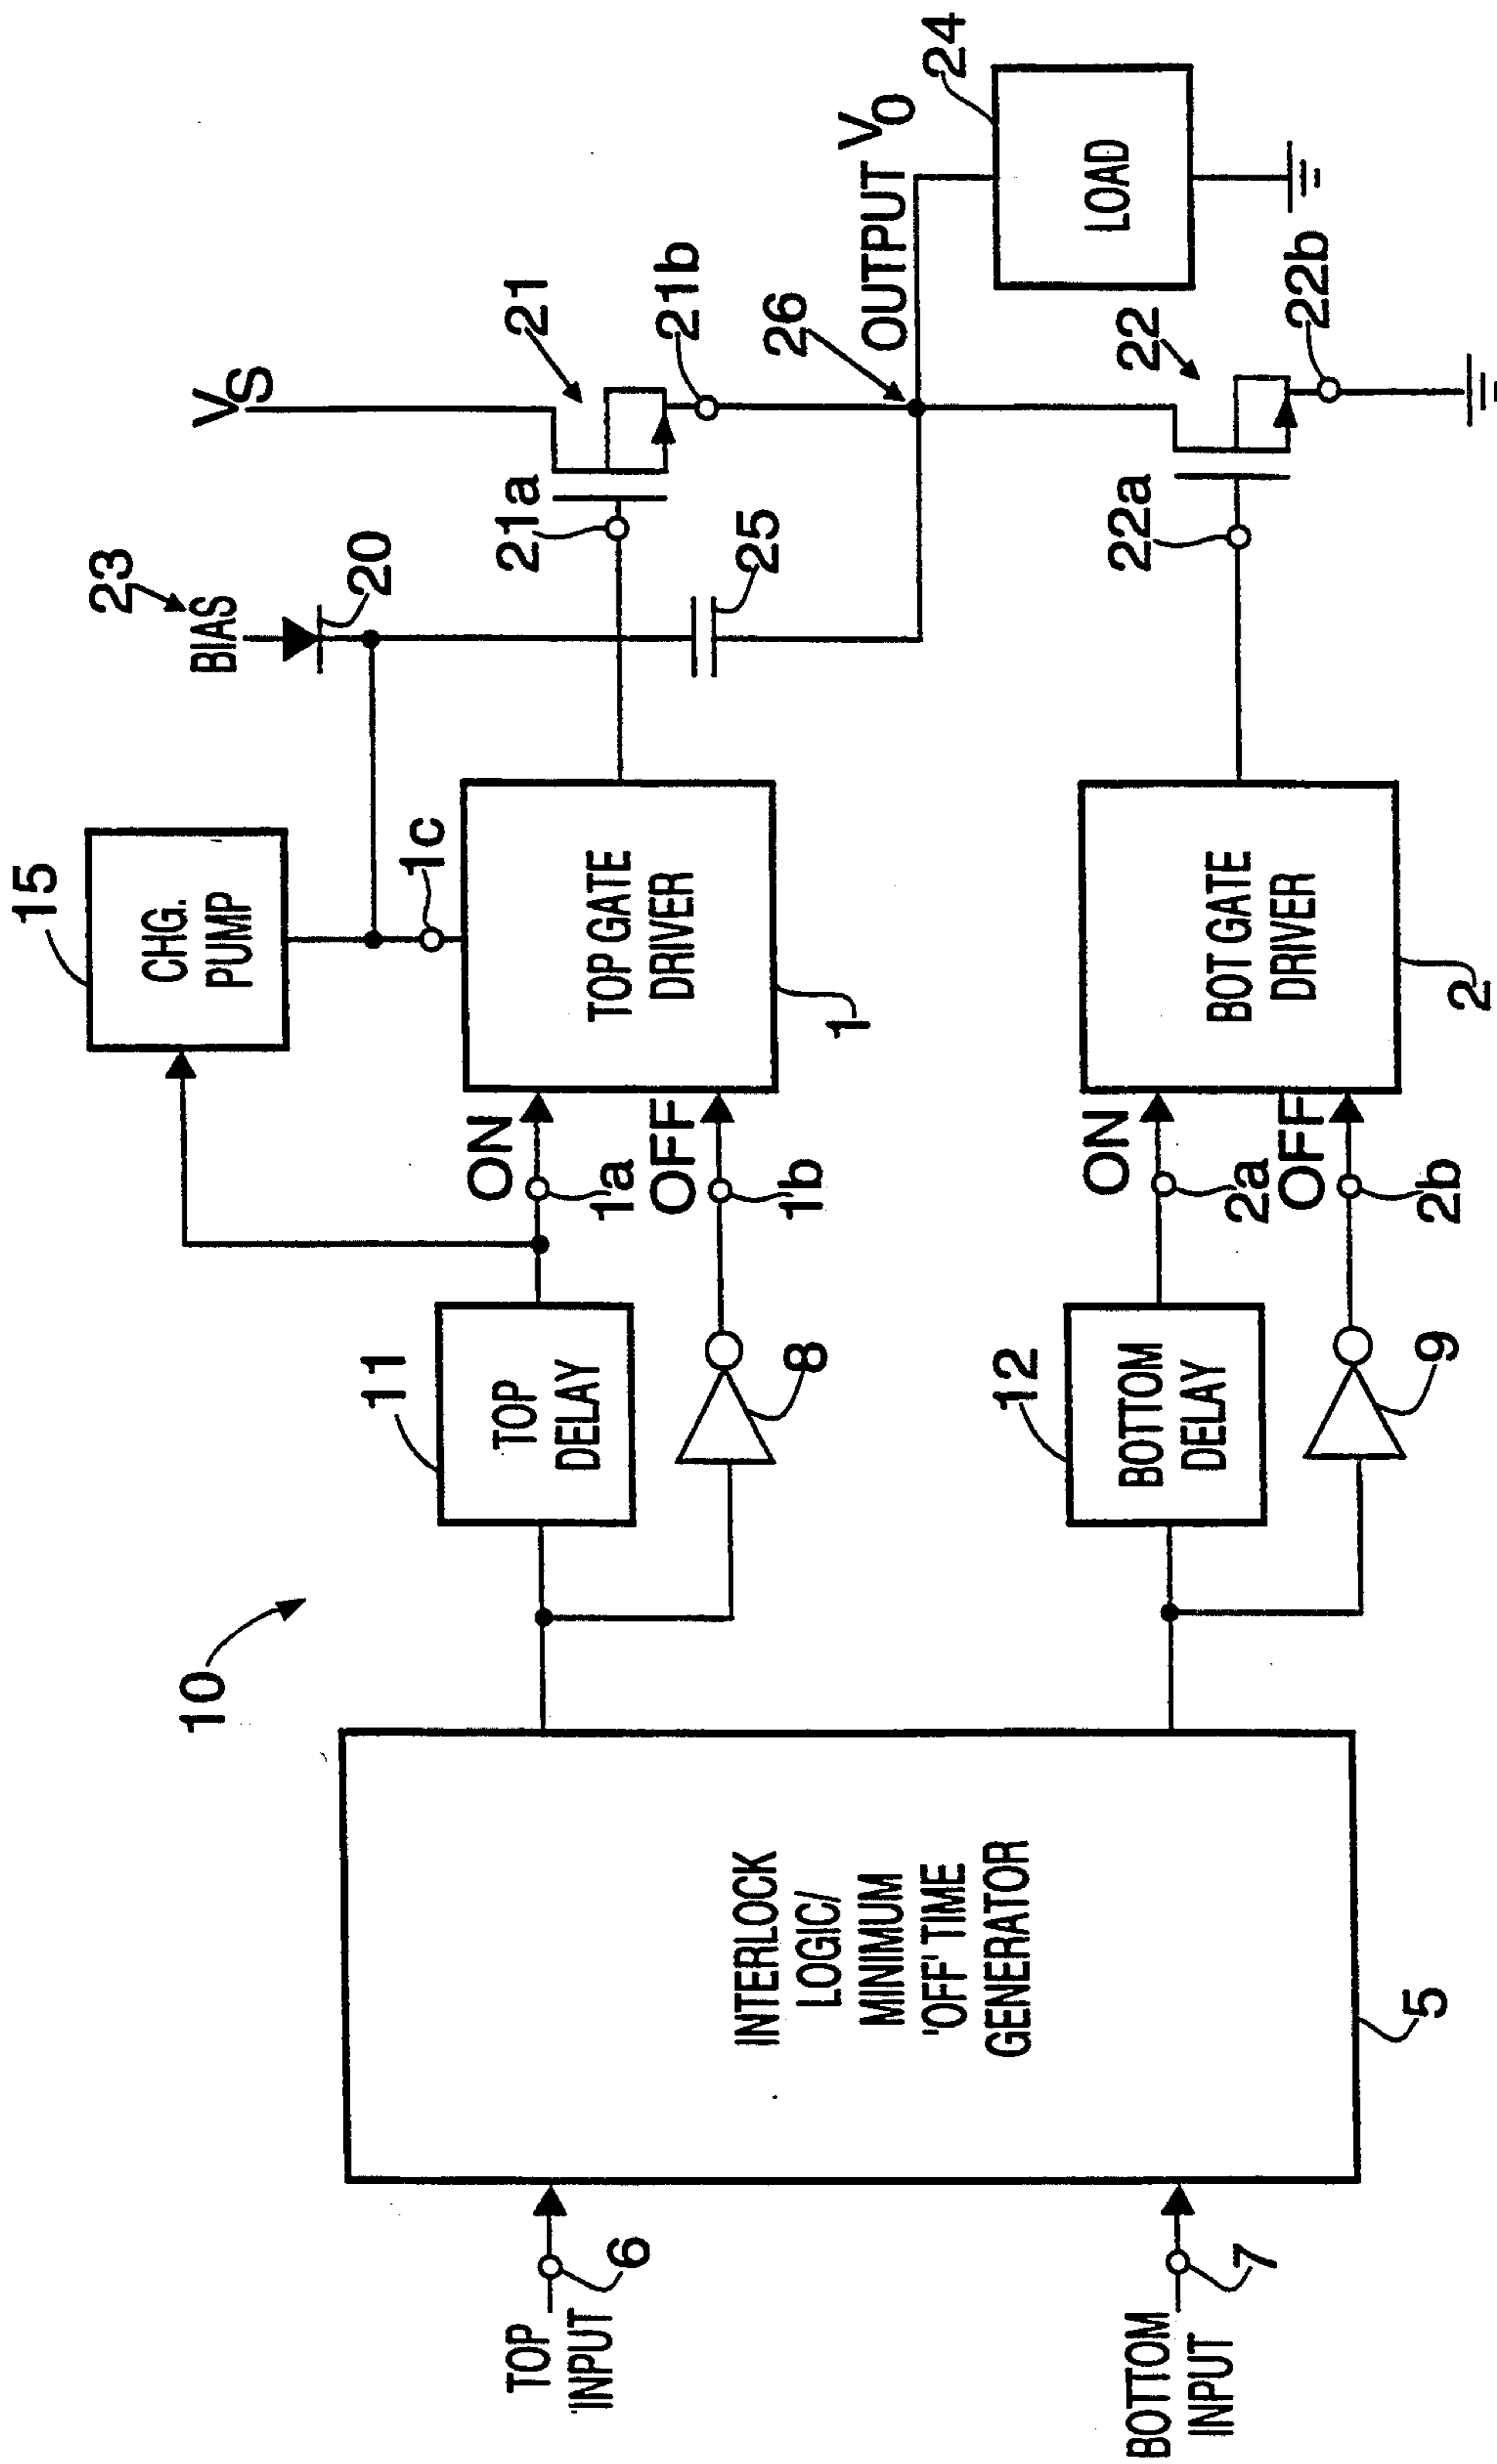 10
15
CHG.
PUMP
23
BIAS
20
VS
21
21a
21b
25
26
OUTPUT VO
24
LOAD
1c
TOP GATE
DRIVER
1
ON
1a
OFF
1b
11
TOP
DELAY
8
TOP
INPUT
6
INTERLOCK
LOGIC/
MINIMUM
'OFF' TIME
GENERATOR
5
BOTTOM
INPUT
7
12
BOTTOM
DELAY
9
ON
2a
OFF
2b
BOT GATE
DRIVER
2
22a
22
22b